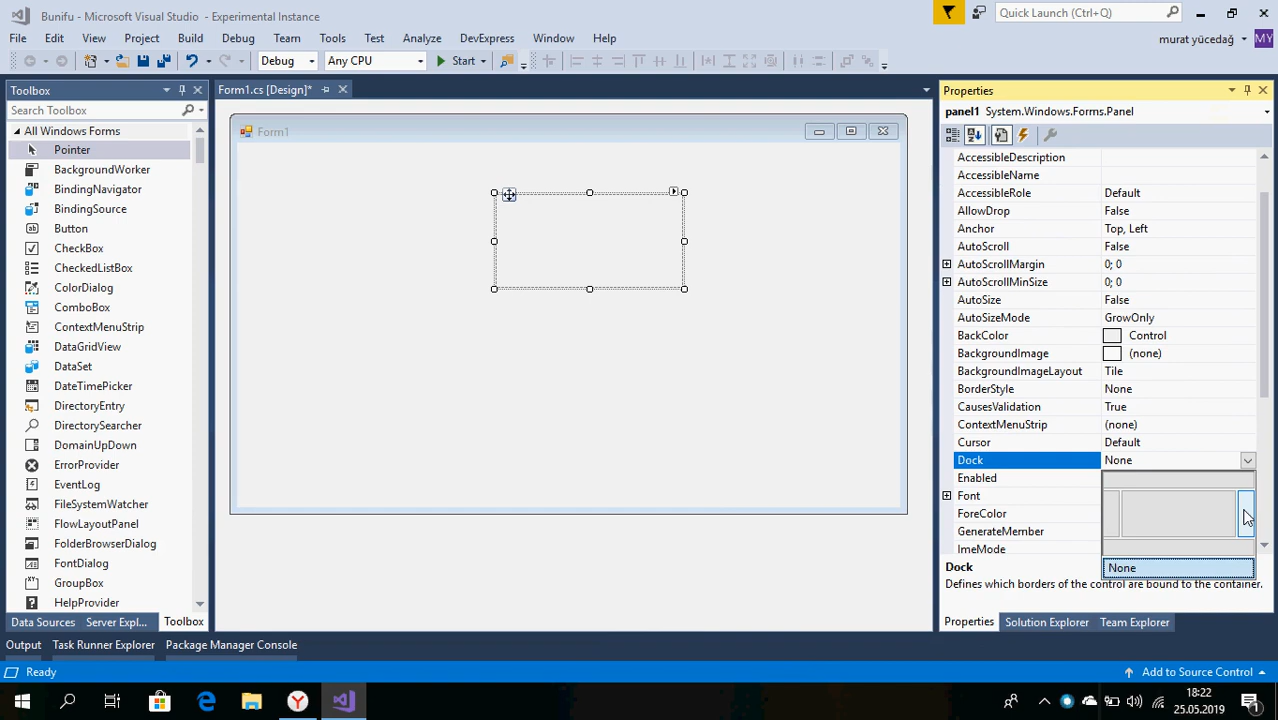 Bunifu - Microsoft Visual Studio - Experimental Instance
Quick Launch (Ctrl+Q)
File Edit View Project Build Debug Team Tools Test Analyze DevExpress Window Help
murat yücedağ MY
Debug Any CPU Start
Toolbox
Search Toolbox
All Windows Forms
Pointer
BackgroundWorker
BindingNavigator
BindingSource
Button
CheckBox
CheckedListBox
ColorDialog
ComboBox
ContextMenuStrip
DataGridView
DataSet
DateTimePicker
DirectoryEntry
DirectorySearcher
DomainUpDown
ErrorProvider
EventLog
FileSystemWatcher
FlowLayoutPanel
FolderBrowserDialog
FontDialog
GroupBox
HelpProvider
Data Sources Server Expl... Toolbox
Form1.cs [Design]*
Form1
Properties
panel1 System.Windows.Forms.Panel
AccessibleDescription
AccessibleName
AccessibleRole Default
AllowDrop False
Anchor Top, Left
AutoScroll False
AutoScrollMargin 0; 0
AutoScrollMinSize 0; 0
AutoSize False
AutoSizeMode GrowOnly
BackColor Control
BackgroundImage (none)
BackgroundImageLayout Tile
BorderStyle None
CausesValidation True
ContextMenuStrip (none)
Cursor Default
Dock None
Enabled
Font
ForeColor
GenerateMember
ImeMode
None
Dock
Defines which borders of the control are bound to the container.
Properties Solution Explorer Team Explorer
Output Task Runner Explorer Package Manager Console
Ready
Add to Source Control
18:22
25.05.2019
1